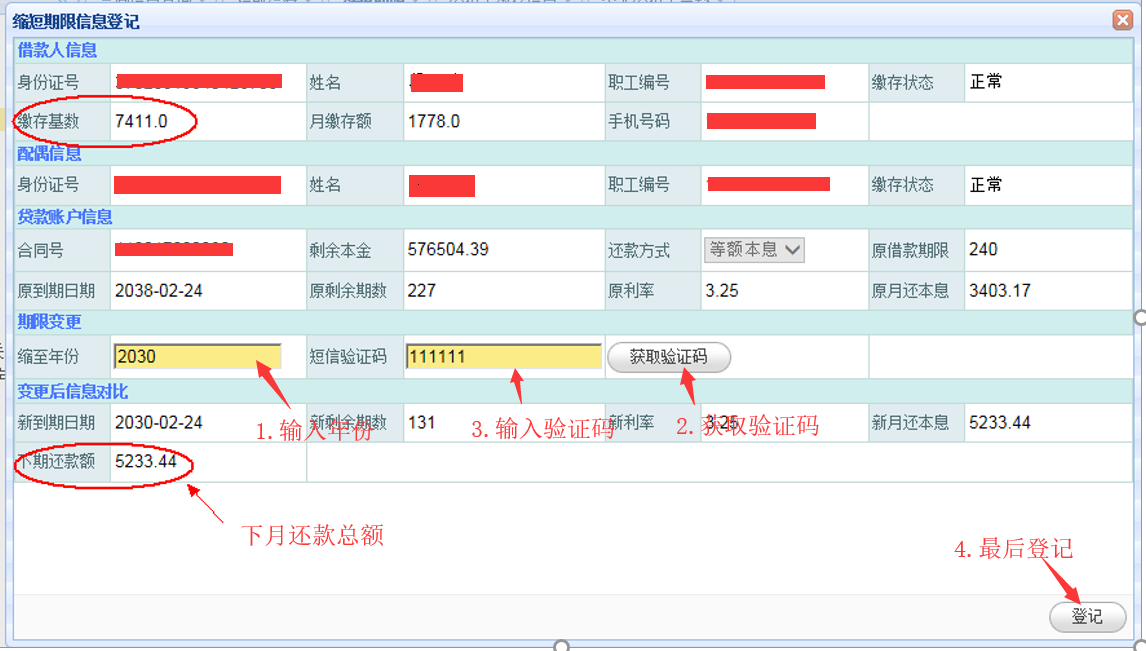 缩短期限信息登记
借款人信息
身份证号 姓名 职工编号 缴存状态 正常
缴存基数 7411.0 月缴存额 1778.0 手机号码
配偶信息
身份证号 姓名 职工编号 缴存状态 正常
贷款账户信息
合同号 剩余本金 576504.39 还款方式 等额本息 原借款期限 240
原到期日期 2038-02-24 原剩余期数 227 原利率 3.25 原月还本息 3403.17
期限变更
缩至年份 2030 短信验证码 111111 获取验证码
变更后信息对比
新到期日期 2030-02-24 新剩余期数 131 新利率 3.25 新月还本息 5233.44
1.输入年份 3.输入验证码 2.获取验证码
下期还款额 5233.44
下月还款总额
4.最后登记
登记